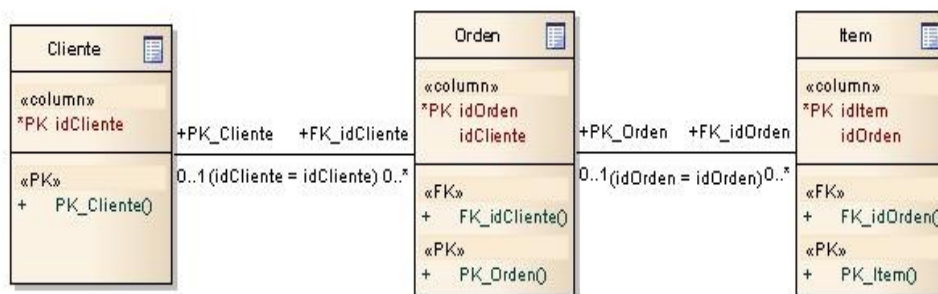 Cliente
«column»
*PK idCliente
«PK»
+ PK_Cliente()
+PK_Cliente +FK_idCliente
0..1 (idCliente = idCliente) 0..*
Orden
«column»
*PK idOrden
idCliente
«FK»
+ FK_idCliente()
«PK»
+ PK_Orden()
+PK_Orden +FK_idOrden
0..1 (idOrden = idOrden) 0..*
Item
«column»
*PK idItem
idOrden
«FK»
+ FK_idOrden()
«PK»
+ PK_Item()